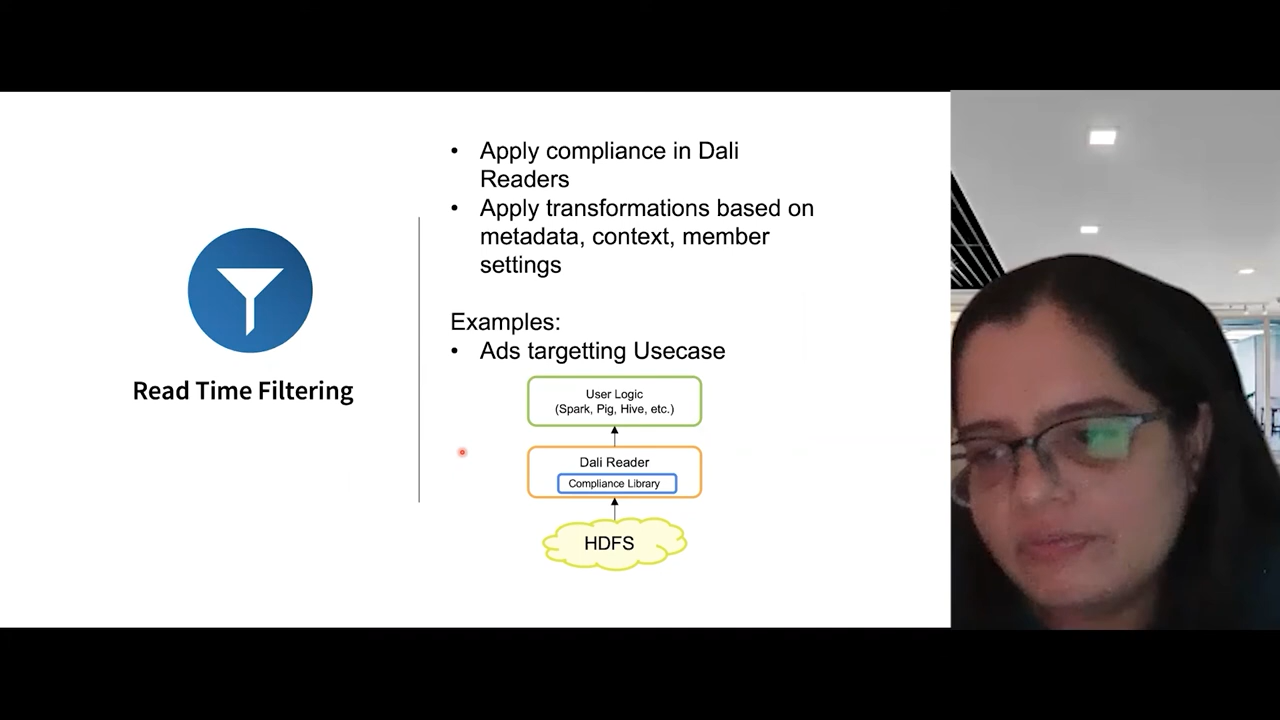 Read Time Filtering
• Apply compliance in Dali
Readers
• Apply transformations based on
metadata, context, member
settings
Examples:
• Ads targetting Usecase
User Logic
(Spark, Pig, Hive, etc.)
Dali Reader
Compliance Library
HDFS